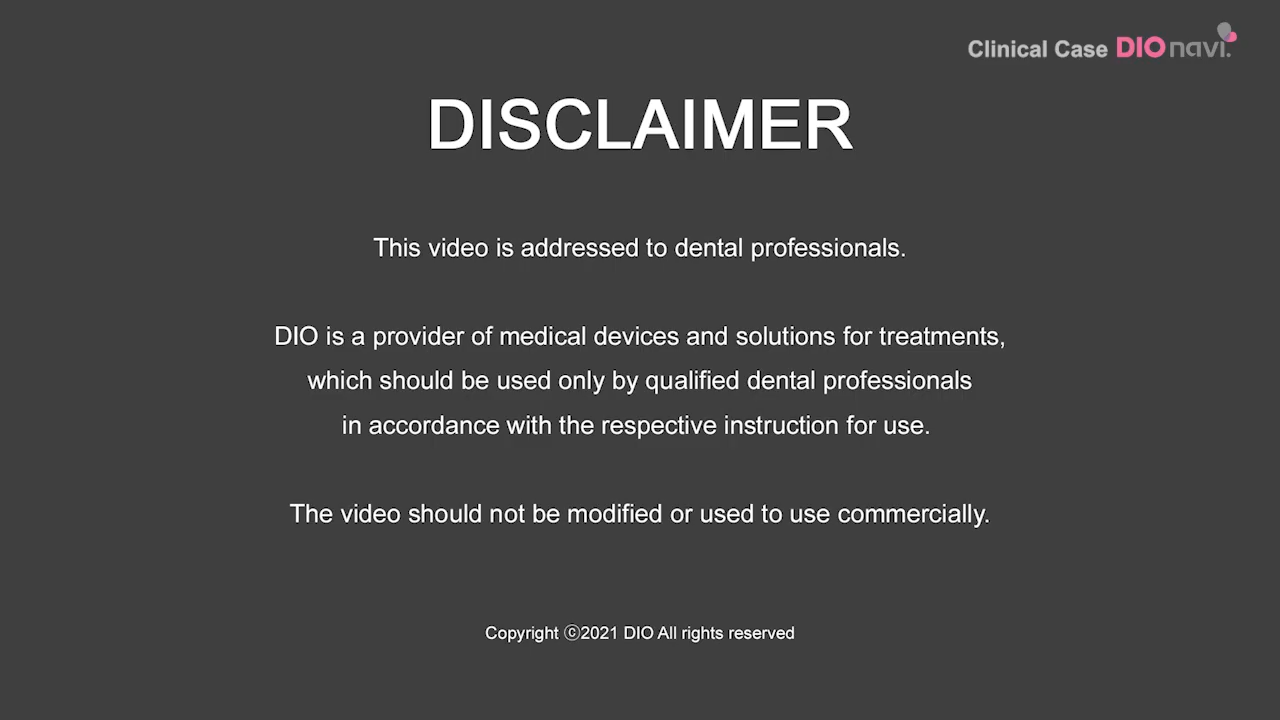 Clinical Case DIO navi.
DISCLAIMER
This video is addressed to dental professionals.
DIO is a provider of medical devices and solutions for treatments,
which should be used only by qualified dental professionals
in accordance with the respective instruction for use.
The video should not be modified or used to use commercially.
Copyright ⓒ2021 DIO All rights reserved